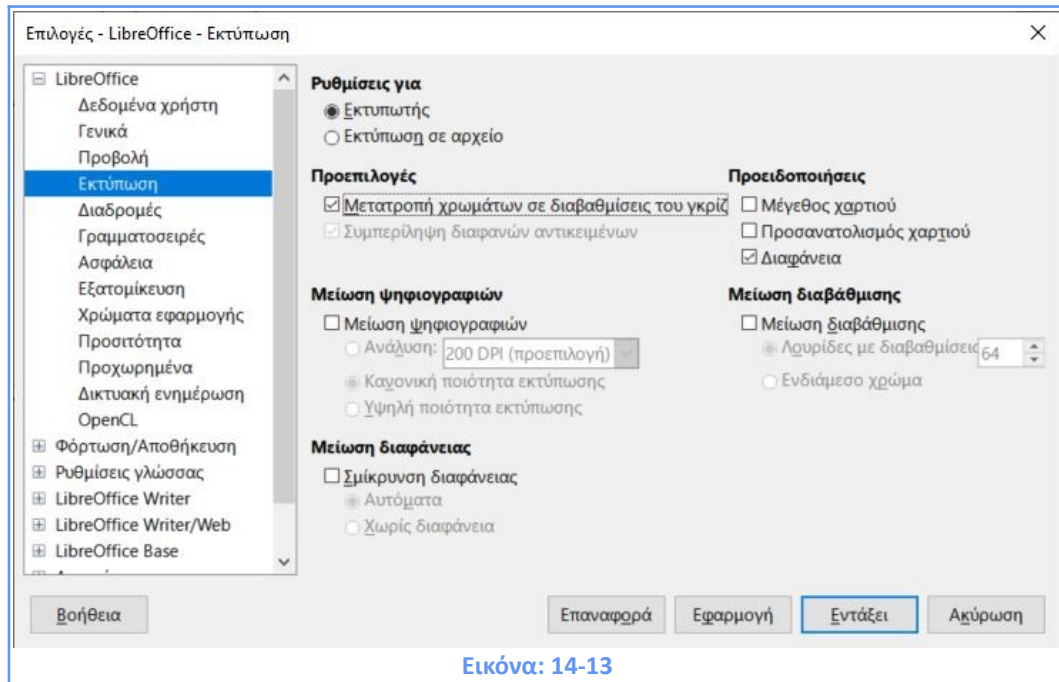 Επιλογές - LibreOffice - Εκτύπωση
LibreOffice
Δεδομένα χρήστη
Γενικά
Προβολή
Εκτύπωση
Διαδρομές
Γραμματοσειρές
Ασφάλεια
Εξατομίκευση
Χρώματα εφαρμογής
Προσιτότητα
Προχωρημένα
Δικτυακή ενημέρωση
OpenCL
Φόρτωση/Αποθήκευση
Ρυθμίσεις γλώσσας
LibreOffice Writer
LibreOffice Writer/Web
LibreOffice Base
Ρυθμίσεις για
Εκτυπωτής
Εκτύπωση σε αρχείο
Προεπιλογές
Μετατροπή χρωμάτων σε διαβαθμίσεις του γκρίζ
Συμπερίληψη διαφανών αντικειμένων
Προειδοποιήσεις
Μέγεθος χαρτιού
Προσανατολισμός χαρτιού
Διαφάνεια
Μείωση ψηφιογραφιών
Μείωση ψηφιογραφιών
Ανάλυση: 200 DPI (προεπιλογή)
Κανονική ποιότητα εκτύπωσης
Υψηλή ποιότητα εκτύπωσης
Μείωση διαβάθμισης
Μείωση διαβάθμισης
Λουρίδες με διαβαθμίσεις 64
Ενδιάμεσο χρώμα
Μείωση διαφάνειας
Σμίκρυνση διαφάνειας
Αυτόματα
Χωρίς διαφάνεια
Βοήθεια
Επαναφορά
Εφαρμογή
Εντάξει
Ακύρωση
Εικόνα: 14-13